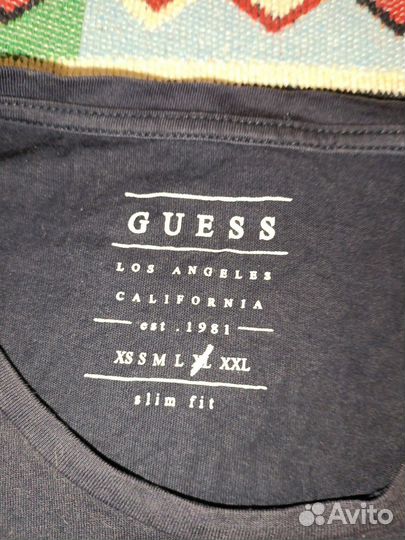 GUESS
LOS ANGELES
CALIFORNIA
est .1981
XS S M L XL XXL
slim fit
Avito